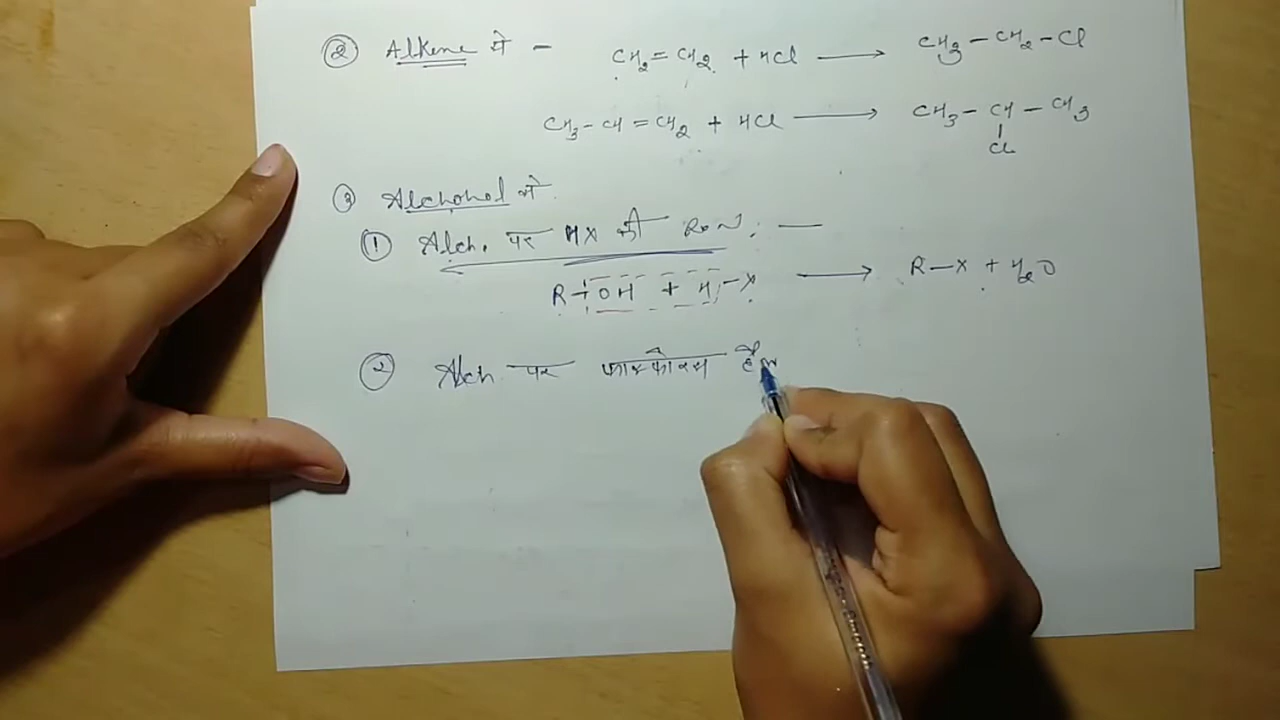 ② Alkene मे - CH2=CH2 + HCl ⟶ CH3-CH2-Cl
CH3-CH=CH2 + HCl ⟶ CH3-CH-CH3
Cl
③ Alchohol मे
① Alch. पर HX की Rean. : -
R-OH + H-X ⟶ R-X + H2O
② Alch पर फास्फोरस है